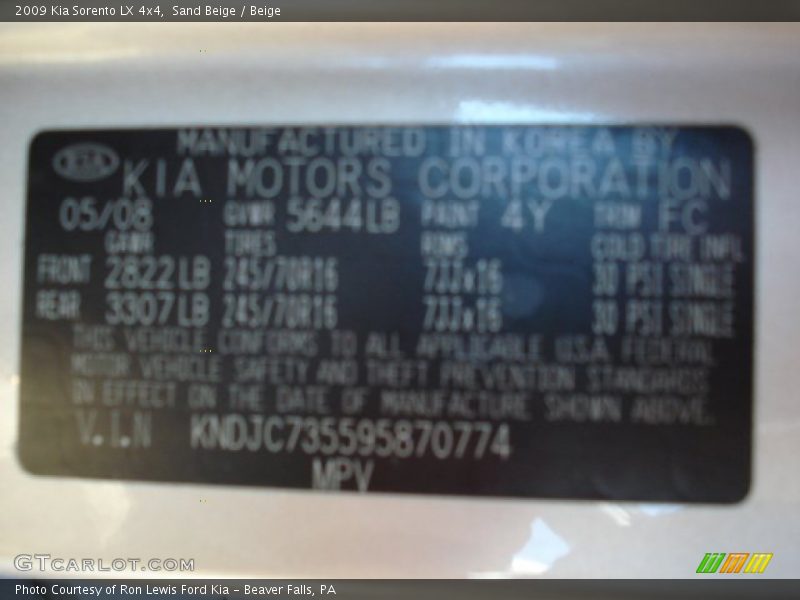 2009 Kia Sorento LX 4x4,  Sand Beige / Beige
MANUFACTURED IN KOREA BY
KIA KIA MOTORS CORPORATION
05/08 GVWR 5644LB PAINT 4Y TRIM FC
GAWR TIRES RIMS COLD TIRE INFL
FRONT 2822LB 245/70R16 7JJx16 30 PSI SINGLE
REAR 3307LB 245/70R16 7JJx16 30 PSI SINGLE
THIS VEHICLE CONFORMS TO ALL APPLICABLE U.S.A. FEDERAL
MOTOR VEHICLE SAFETY AND THEFT PREVENTION STANDARDS
IN EFFECT ON THE DATE OF MANUFACTURE SHOWN ABOVE.
V.I.N KNDJC735595870774
MPV
GTCARLOT.COM
Photo Courtesy of Ron Lewis Ford Kia - Beaver Falls, PA